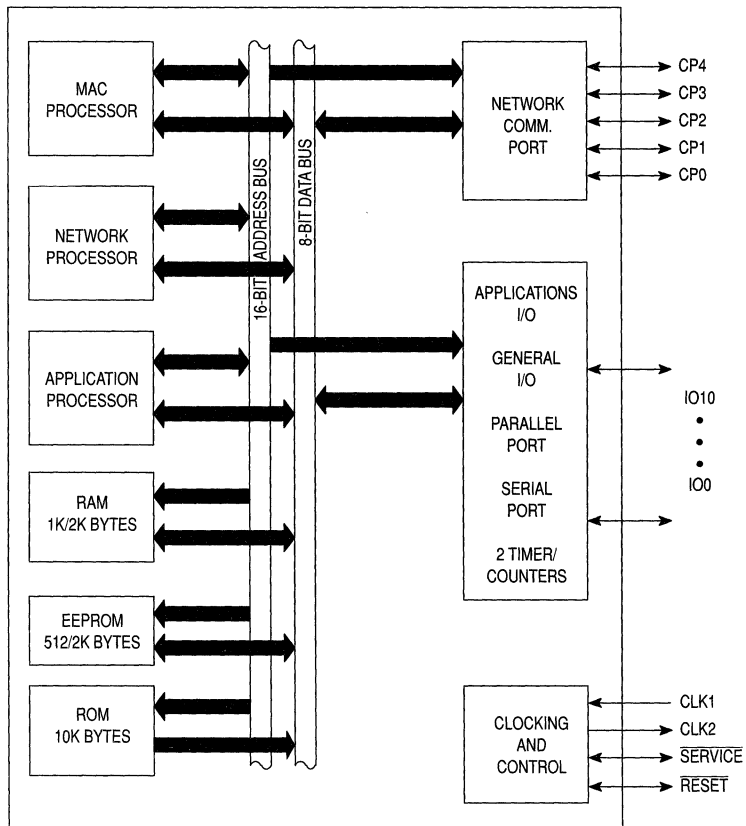 MAC
PROCESSOR
NETWORK
PROCESSOR
APPLICATION
PROCESSOR
RAM
1K/2K BYTES
EEPROM
512/2K BYTES
ROM
10K BYTES
16-BIT ADDRESS BUS
8-BIT DATA BUS
NETWORK
COMM.
PORT
CP4
CP3
CP2
CP1
CP0
APPLICATIONS
I/O
GENERAL
I/O
PARALLEL
PORT
SERIAL
PORT
2 TIMER/
COUNTERS
IO10
•
•
•
IO0
CLOCKING
AND
CONTROL
CLK1
CLK2
SERVICE
RESET